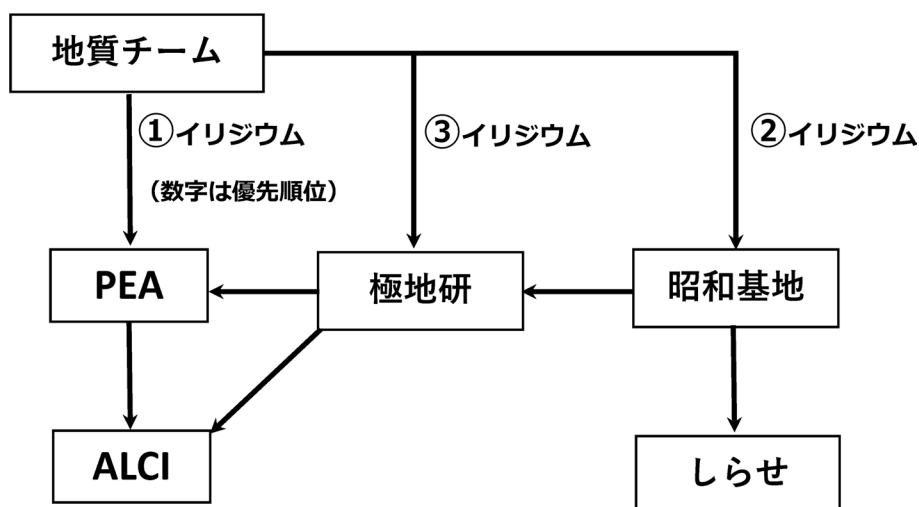 地質チーム
①イリジウム
(数字は優先順位)
③イリジウム
②イリジウム
PEA
極地研
昭和基地
ALCI
しらせ